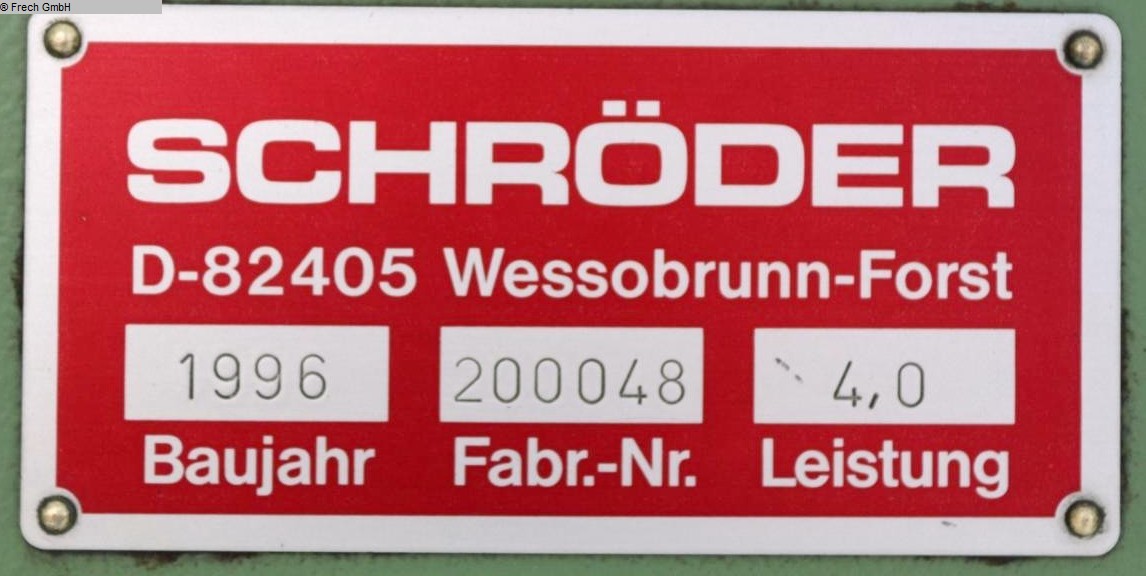 © Frech GmbH
SCHRÖDER
D-82405 Wessobrunn-Forst
1996 200048 4,0
Baujahr Fabr.-Nr. Leistung